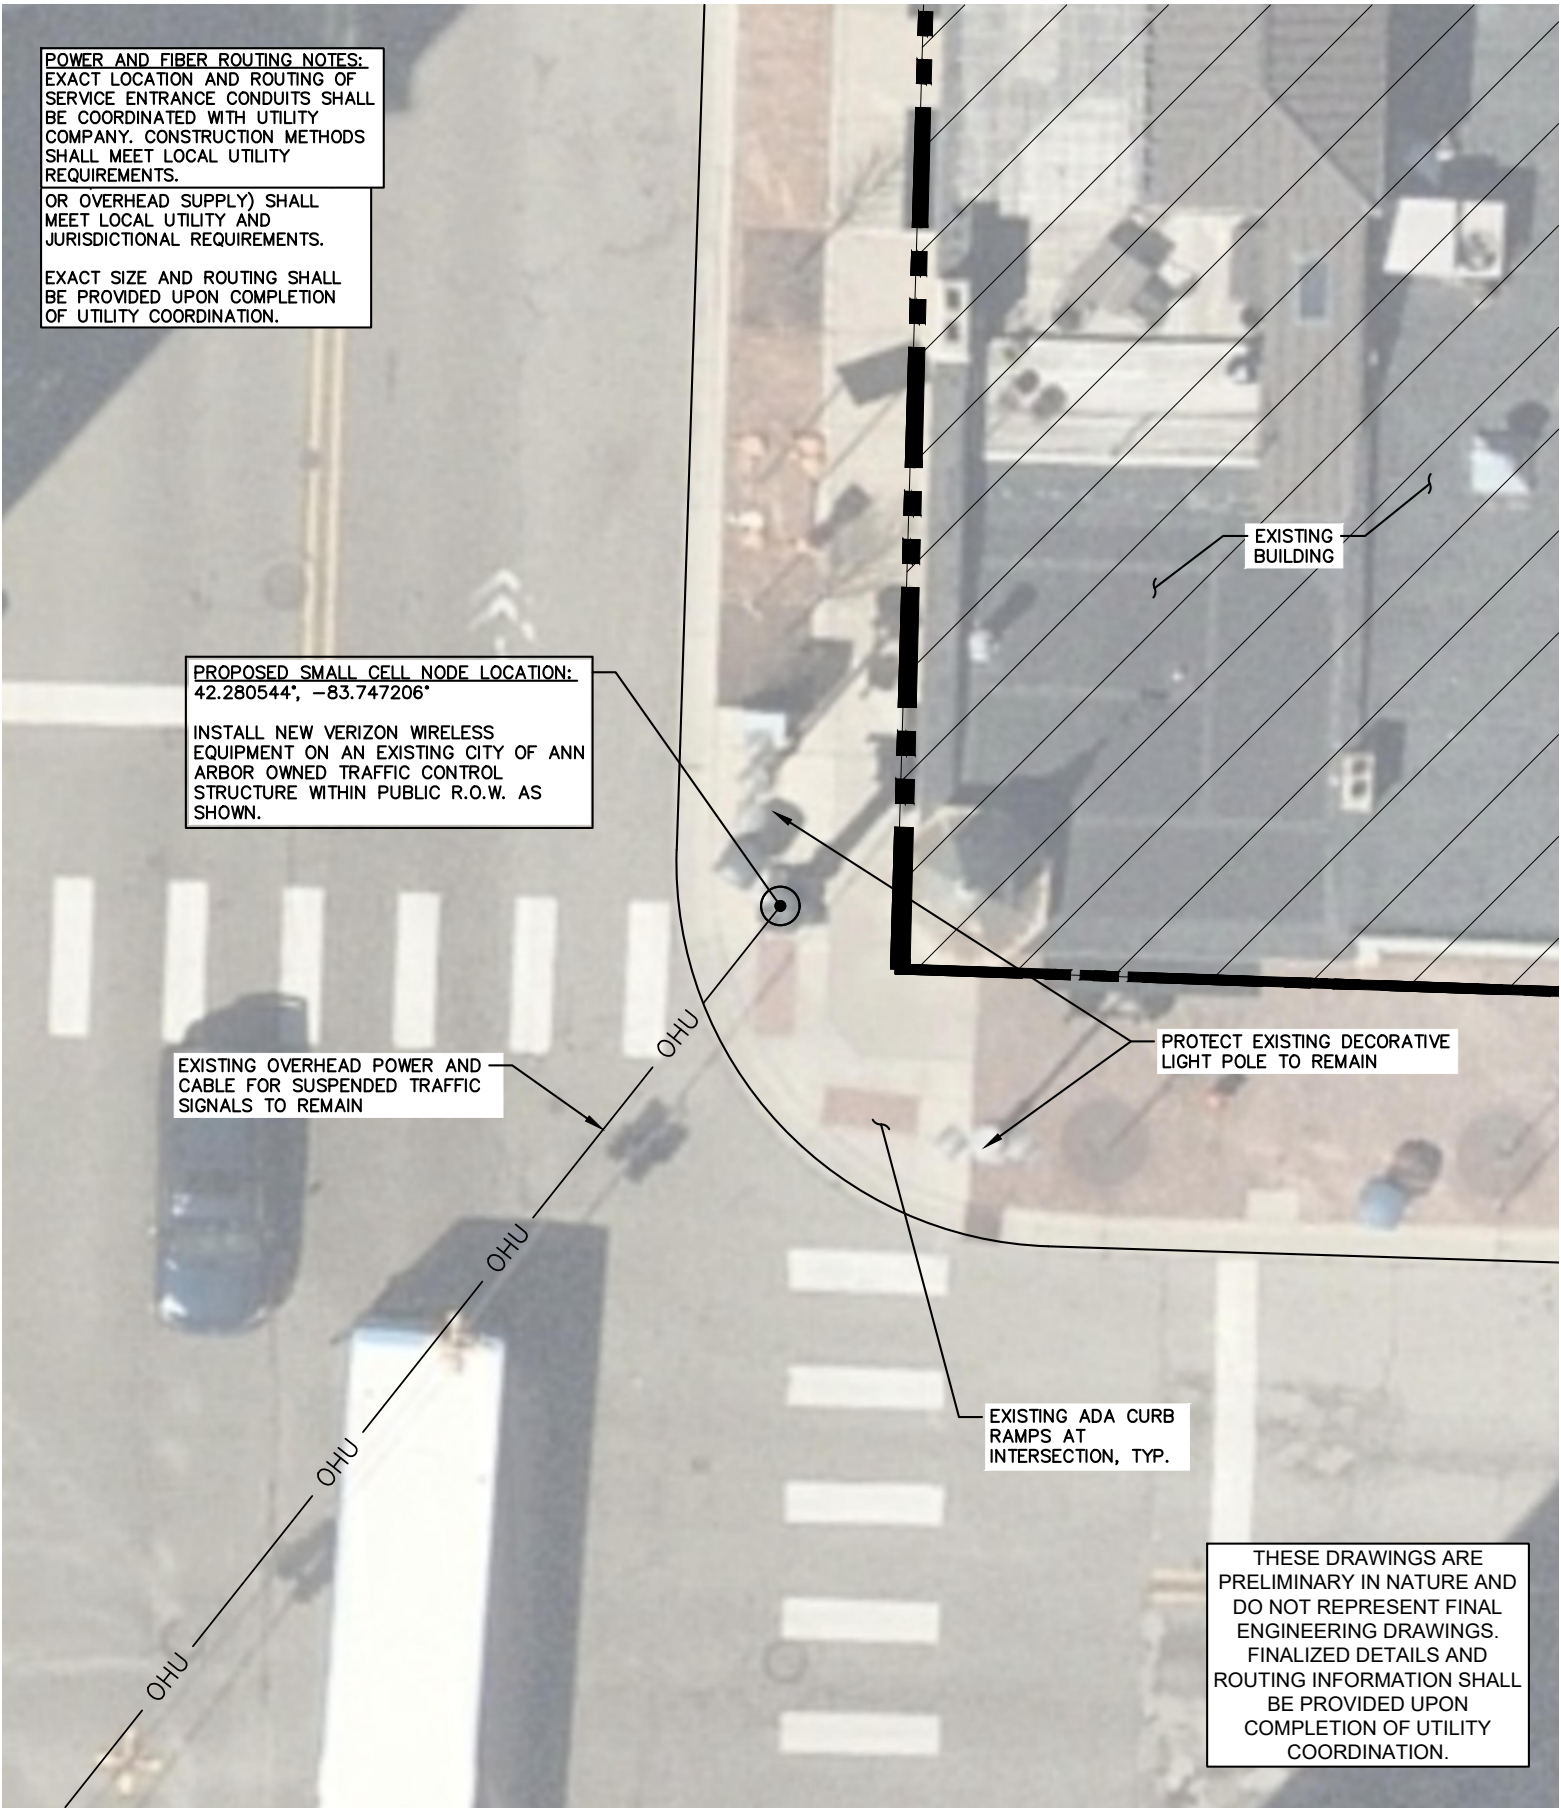 POWER AND FIBER ROUTING NOTES:
EXACT LOCATION AND ROUTING OF
SERVICE ENTRANCE CONDUITS SHALL
BE COORDINATED WITH UTILITY
COMPANY. CONSTRUCTION METHODS
SHALL MEET LOCAL UTILITY
REQUIREMENTS.
OR OVERHEAD SUPPLY) SHALL
MEET LOCAL UTILITY AND
JURISDICTIONAL REQUIREMENTS.
EXACT SIZE AND ROUTING SHALL
BE PROVIDED UPON COMPLETION
OF UTILITY COORDINATION.
EXISTING
BUILDING
PROPOSED SMALL CELL NODE LOCATION:
42.280544°, −83.747206°
INSTALL NEW VERIZON WIRELESS
EQUIPMENT ON AN EXISTING CITY OF ANN
ARBOR OWNED TRAFFIC CONTROL
STRUCTURE WITHIN PUBLIC R.O.W. AS
SHOWN.
OHU
PROTECT EXISTING DECORATIVE
LIGHT POLE TO REMAIN
EXISTING OVERHEAD POWER AND
CABLE FOR SUSPENDED TRAFFIC
SIGNALS TO REMAIN
OHU
EXISTING ADA CURB
RAMPS AT
INTERSECTION, TYP.
OHU
OHU
THESE DRAWINGS ARE
PRELIMINARY IN NATURE AND
DO NOT REPRESENT FINAL
ENGINEERING DRAWINGS.
FINALIZED DETAILS AND
ROUTING INFORMATION SHALL
BE PROVIDED UPON
COMPLETION OF UTILITY
COORDINATION.